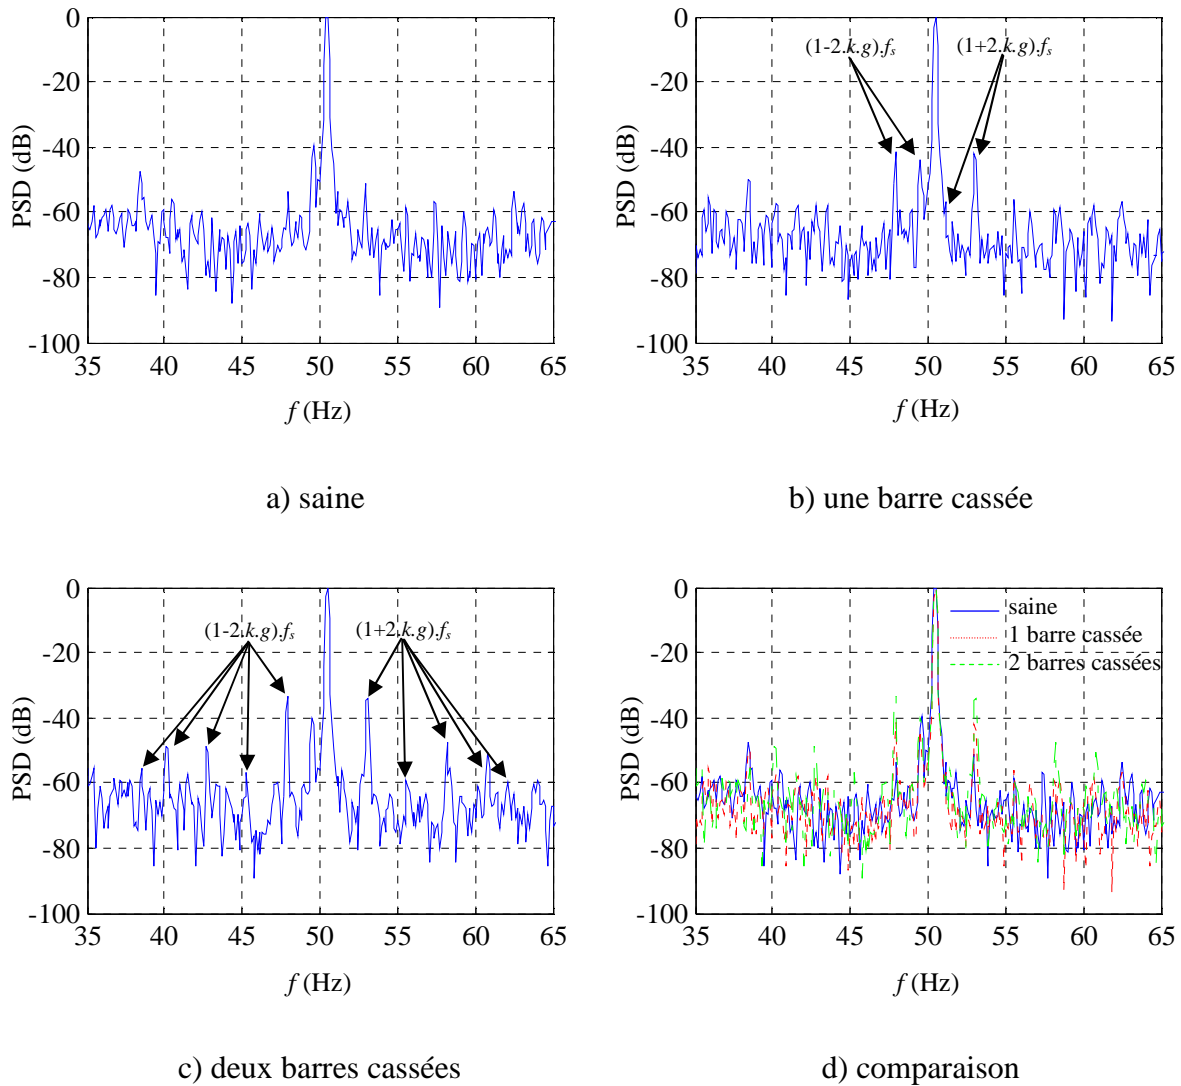 0
-20
-40
-60
-80
-100
PSD (dB)
35 40 45 50 55 60 65
f (Hz)
a) saine
0
-20
-40
-60
-80
-100
PSD (dB)
(1-2.k.g).fs
(1+2.k.g).fs
35 40 45 50 55 60 65
f (Hz)
b) une barre cassée
0
-20
-40
-60
-80
-100
PSD (dB)
(1-2.k.g).fs
(1+2.k.g).fs
35 40 45 50 55 60 65
f (Hz)
c) deux barres cassées
0
-20
-40
-60
-80
-100
PSD (dB)
saine
1 barre cassée
2 barres cassées
35 40 45 50 55 60 65
f (Hz)
d) comparaison